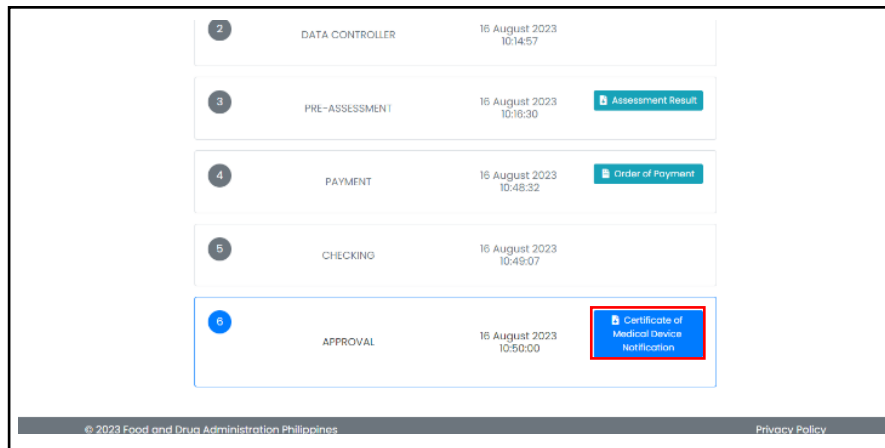 2
DATA CONTROLLER
16 August 2023
10:14:57
3
PRE-ASSESSMENT
16 August 2023
10:16:30
Assessment Result
4
PAYMENT
16 August 2023
10:48:32
Order of Payment
5
CHECKING
16 August 2023
10:49:07
6
APPROVAL
16 August 2023
10:50:00
Certificate of
Medical Device
Notification
© 2023 Food and Drug Administration Philippines
Privacy Policy